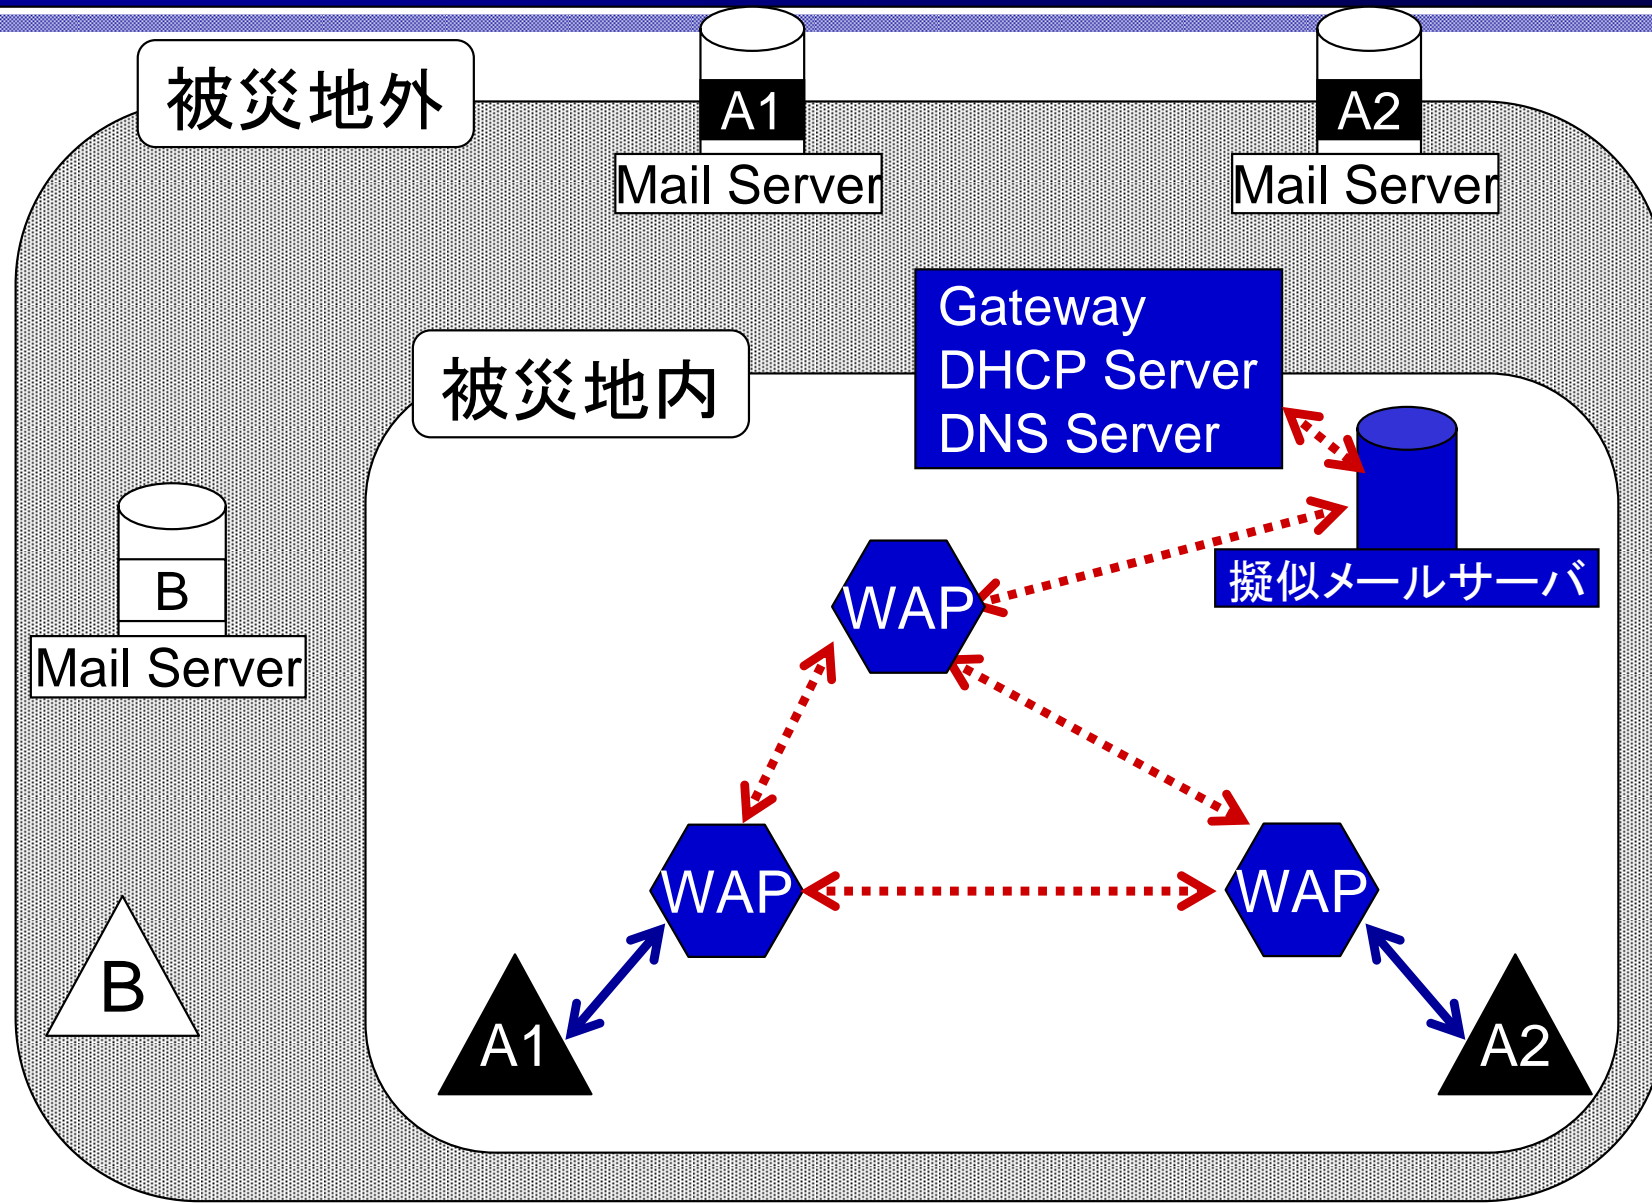 被災地外
A1
Mail Server
A2
Mail Server
Gateway
DHCP Server
DNS Server
被災地内
擬似メールサーバ
B
Mail Server
WAP
WAP
WAP
B
A1
A2